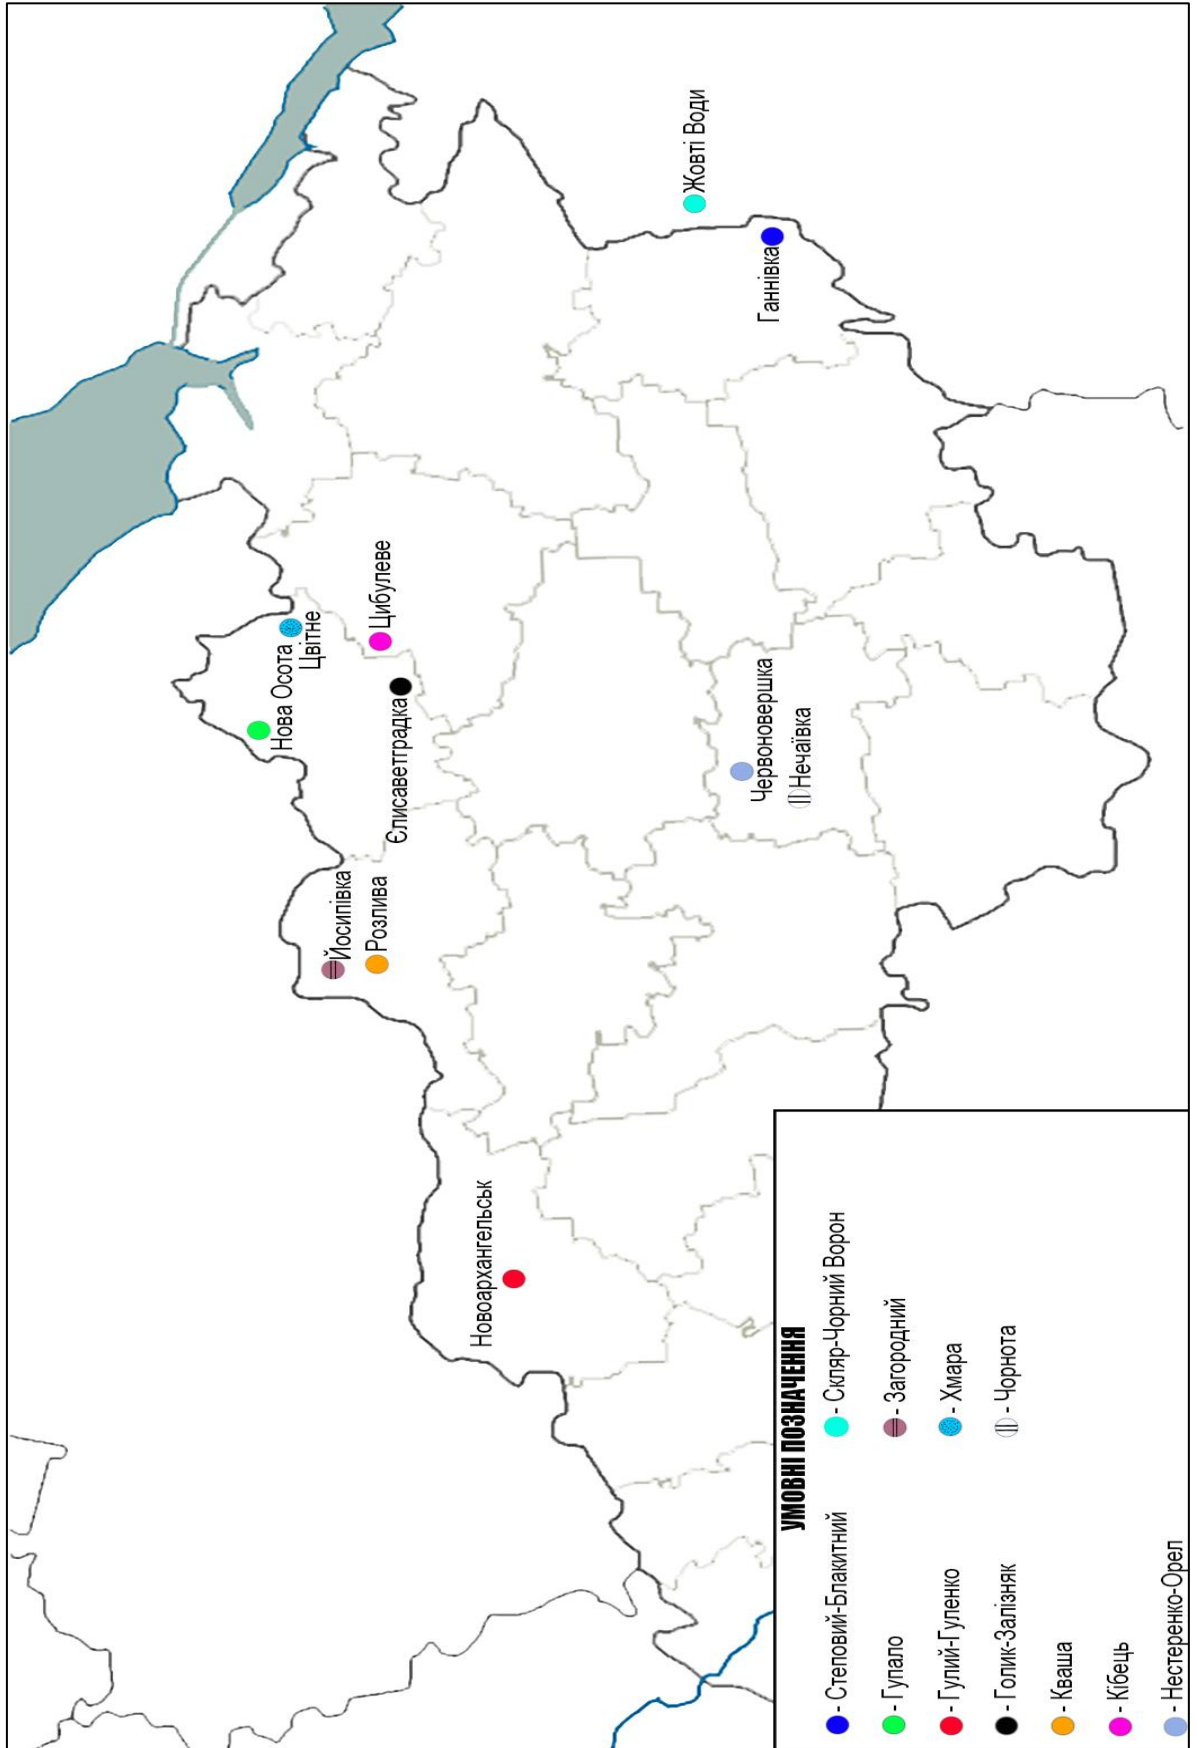 Нова Осота
Цвітне
Цибулеве
Єлисаветградка
Йосипівка
Розлива
Новоархангельськ
Червоновершка
Нечаївка
Жовті Води
Ганнівка
УМОВНІ ПОЗНАЧЕННЯ
- Степовий-Блакитний
- Гупало
- Гулий-Гуленко
- Голик-Залізняк
- Кваша
- Кібець
- Нестеренко-Орел
- Скляр-Чорний Ворон
- Загородний
- Хмара
- Чорнота